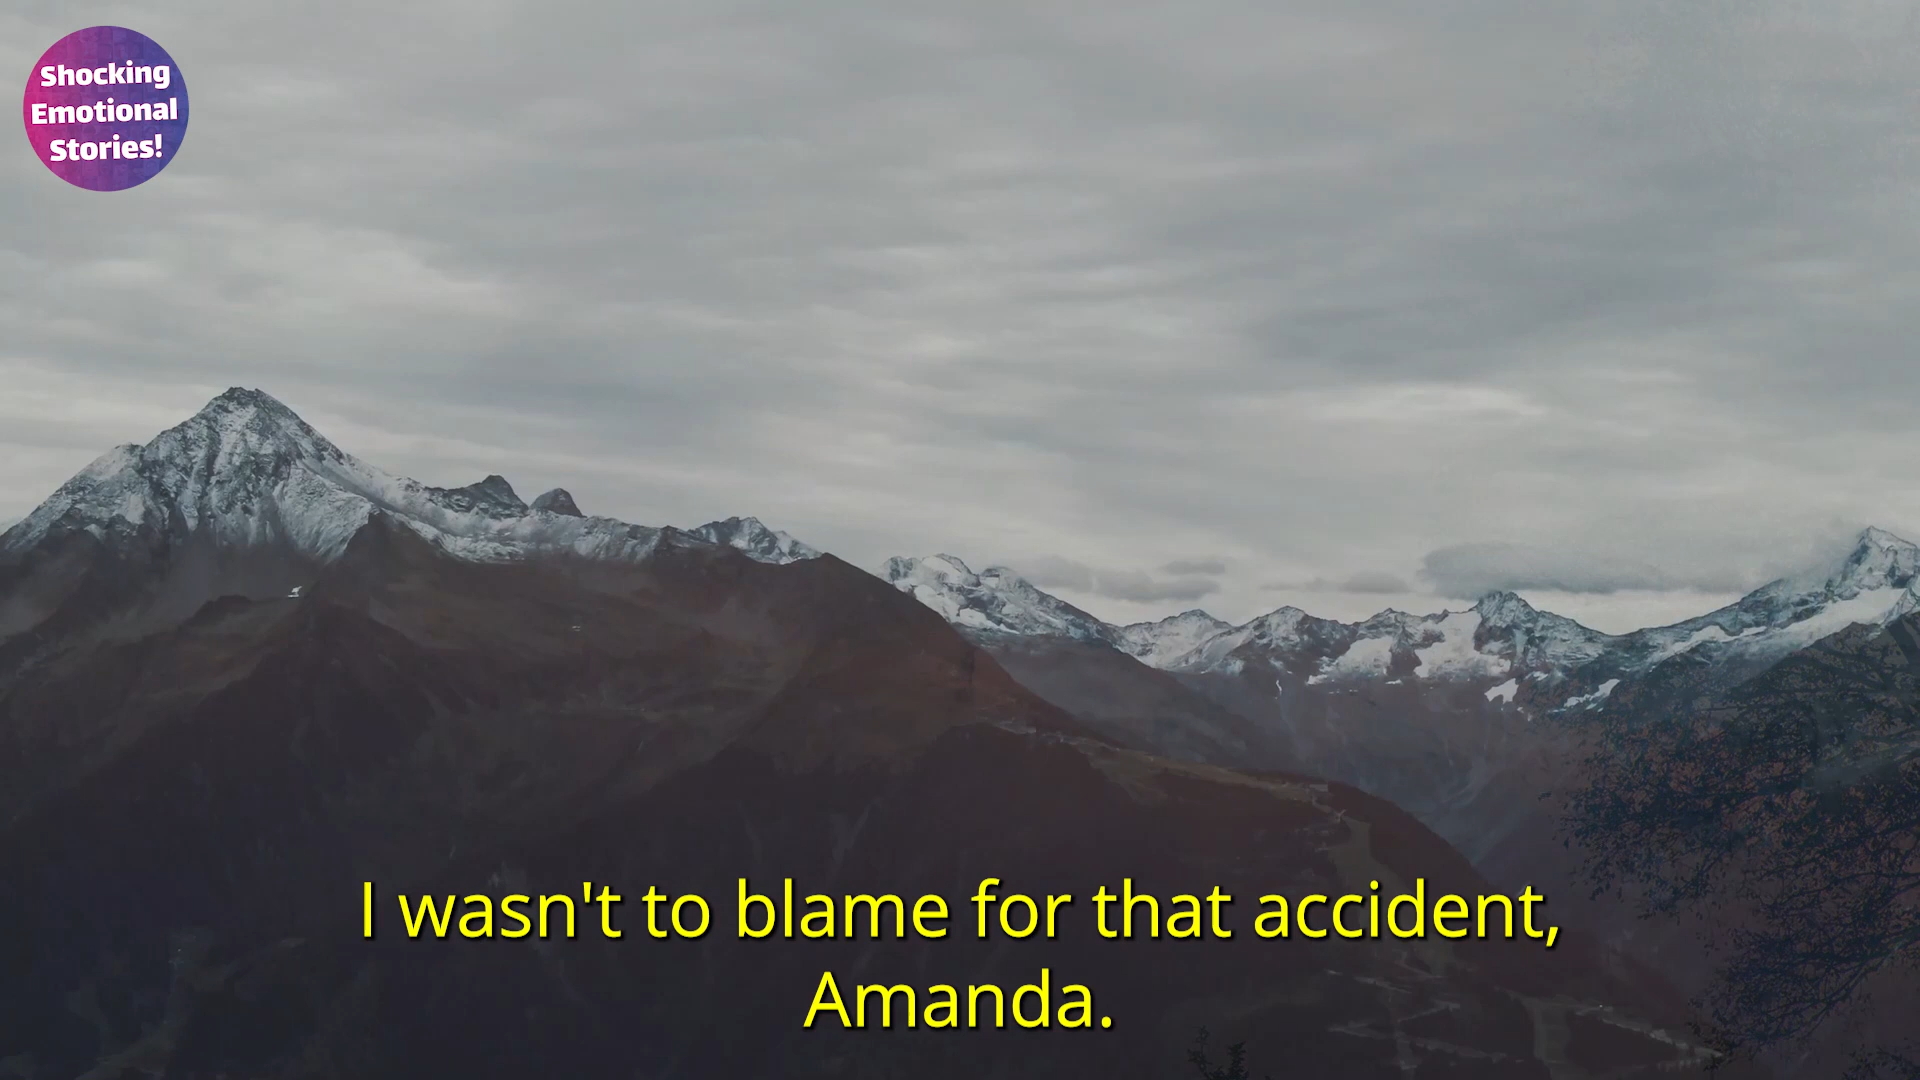 Shocking
Emotional
Stories!
I wasn't to blame for that accident,
Amanda.